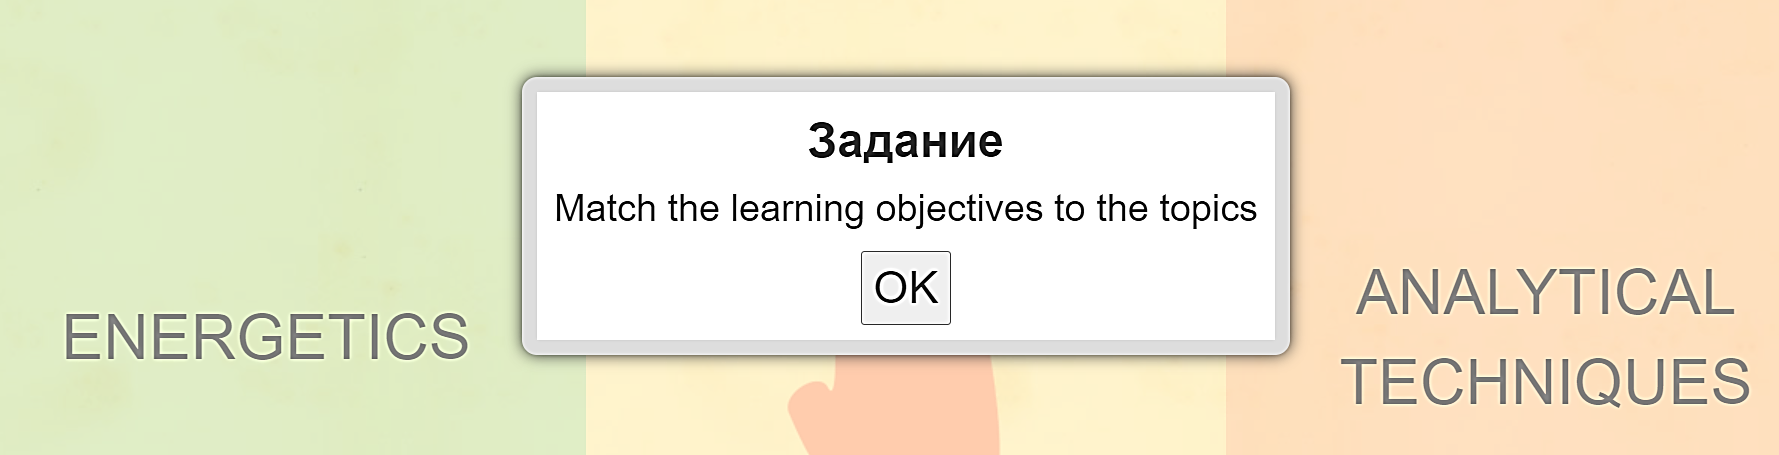 Задание
Match the learning objectives to the topics
OK
ENERGETICS
ANALYTICAL
TECHNIQUES